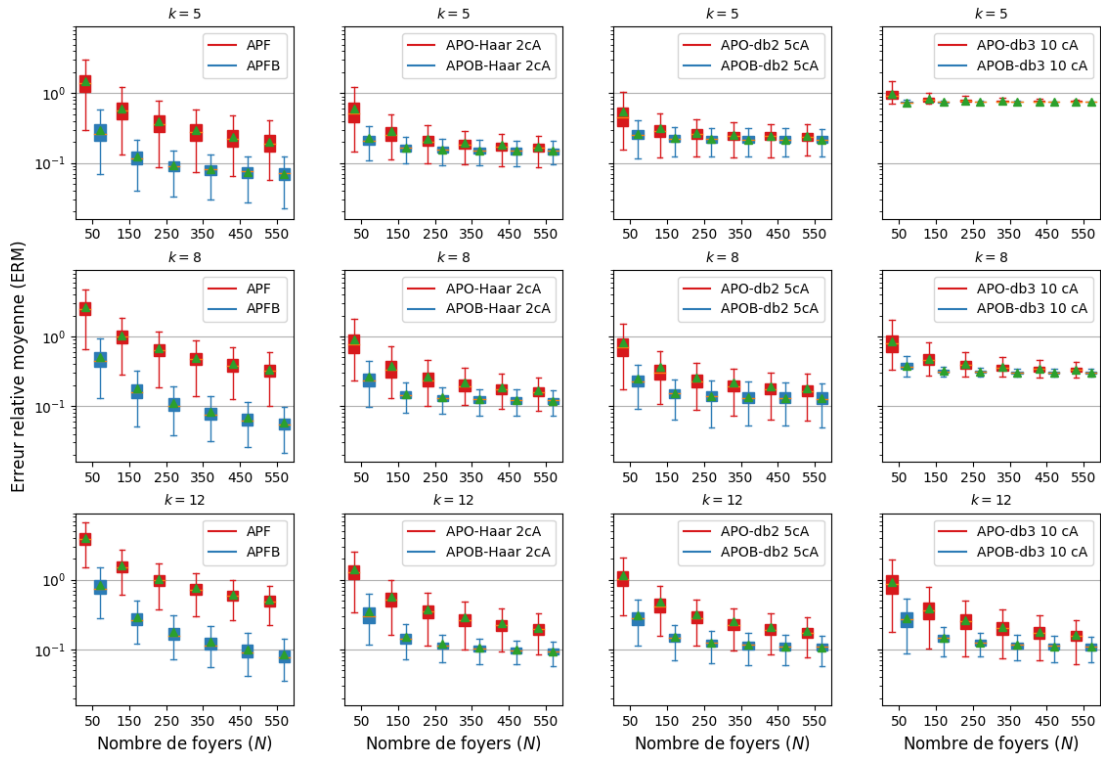 k = 5
k = 5
k = 5
k = 5
APF
APFB
APO-Haar 2cA
APOB-Haar 2cA
APO-db2 5cA
APOB-db2 5cA
APO-db3 10 cA
APOB-db3 10 cA
10⁰
10⁻¹
50 150 250 350 450 550
50 150 250 350 450 550
50 150 250 350 450 550
50 150 250 350 450 550
Erreur relative moyenne (ERM)
k = 8
k = 8
k = 8
k = 8
APF
APFB
APO-Haar 2cA
APOB-Haar 2cA
APO-db2 5cA
APOB-db2 5cA
APO-db3 10 cA
APOB-db3 10 cA
10⁰
10⁻¹
50 150 250 350 450 550
50 150 250 350 450 550
50 150 250 350 450 550
50 150 250 350 450 550
k = 12
k = 12
k = 12
k = 12
APF
APFB
APO-Haar 2cA
APOB-Haar 2cA
APO-db2 5cA
APOB-db2 5cA
APO-db3 10 cA
APOB-db3 10 cA
10⁰
10⁻¹
50 150 250 350 450 550
50 150 250 350 450 550
50 150 250 350 450 550
50 150 250 350 450 550
Nombre de foyers (N)
Nombre de foyers (N)
Nombre de foyers (N)
Nombre de foyers (N)